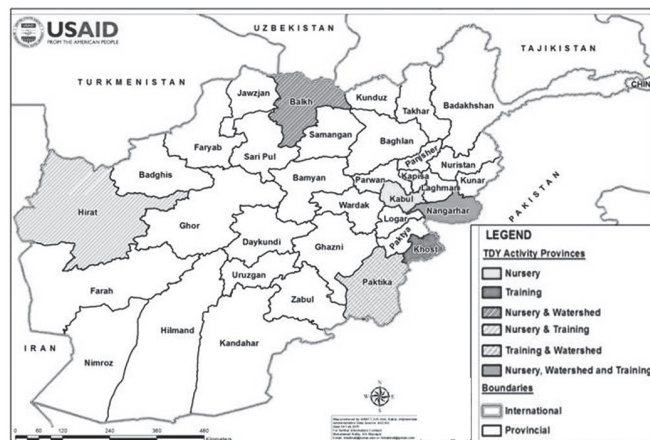 USAID
FROM THE AMERICAN PEOPLE
UZBEKISTAN
TAJIKISTAN
TURKMENISTAN
CHIN
Jawzjan
Balkh
Kunduz
Takhar
Badakhshan
Samangan
Baghlan
Faryab
Sari Pul
Panjsher
Nuristan
Badghis
Bamyan
Parwan
Kapisa
Kunar
Laghman
Kabul
Hirat
Wardak
Nangarhar
PAKISTAN
Logar
Ghor
Daykundi
Ghazni
Paktya
Khost
Uruzgan
Paktika
Farah
Zabul
IRAN
Hilmand
Kandahar
Nimroz
LEGEND
TDY Activity Provinces
Nursery
Training
Nursery & Watershed
Nursery & Training
Training & Watershed
Nursery, Watershed and Training
Boundaries
International
Provincial
0 60 120 240 360 480
Kilometers